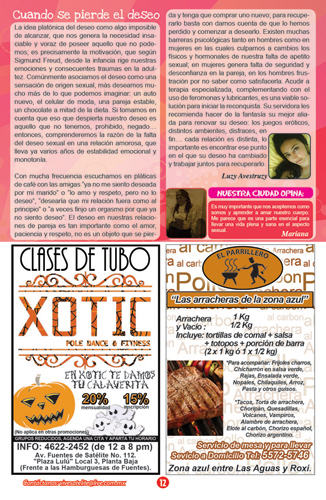 Cuando se pierde el deseo
La idea platónica del deseo como algo imposible
de alcanzar, que nos genera la necesidad insa-
ciable y voraz de poseer aquello que no pode-
mos; es precisamente la motivación, que según
Sigmund Freud, desde la infancia rige nuestras
emociones y consecuentes traumas en la adul-
tez. Comúnmente asociamos el deseo como una
sensación de origen sexual, más deseamos mu-
cho más de lo que podemos imaginar: un auto
nuevo, el celular de moda, una pareja estable,
un chocolate a mitad de la dieta. Si tomamos en
cuenta que eso que despierta nuestro deseo es
aquello que no tenemos, prohibido, negado…
entonces, comprenderemos la razón de la falta
del deseo sexual en una relación amorosa, que
lleva ya varios años de estabilidad emocional y
monotonía.
Con mucha frecuencia escuchamos en pláticas
de café con las amigas "ya no me siento deseada
por mi marido" o "lo amo y respeto, pero no lo
deseo", "desearía que mi relación fuera como al
principio" o "a veces finjo un orgasmo por que ya
no siento deseo". El deseo en nuestras relacio-
nes de pareja es tan importante como el amor,
paciencia y respeto, no es un objeto que se pier-
da y tenga que comprar uno nuevo; para recupe-
rarlo basta con darnos cuenta de que lo hemos
perdido y comenzar a desearlo. Existen muchas
barreras psicológicas tanto en hombres como en
mujeres en las cuales culpamos a cambios los
físicos y hormonales de nuestra falta de apetito
sexual; en mujeres genera falta de seguridad y
desconfianza en la pareja, en los hombres frus-
tración por no saber como satisfacerla. Acudir a
terapia especializada, complementando con el
uso de feromonas y lubricantes, es una viable so-
lución para iniciar la reconquista. Su servidora les
recomienda hacer de la fantasía su mejor alia-
da para renovar su deseo: los juegos eróticos,
distintos ambientes, disfraces, en
fin… cada relación es distinta, lo
importante es encontrar ese punto
en el que su deseo ha cambiado
y trabajar juntos para recuperarlo.
Luzy Avestruzy
NUESTRA CIUDAD OPINA:
Es muy importante que nos aceptemos como
somos y aprender a amar nuestro cuerpo.
Me parece que es una parte esencial para
llevar una vida plena y sana en el aspecto
sexual.
Mariana
CLASES DE TUBO
XOTIC
POLE DANCE & FITNESS
EN XOTIC TE DAMOS
TU CALAVERITA
20% mensualidad
15% inscripción
(No aplica en otras promociones)
GRUPOS REDUCIDOS, AGENDA UNA CITA Y APARTA TU HORARIO
INFO: 4622-2452 (de 12 a 8 pm)
Av. Fuentes de Satélite No. 112.
"Plaza Lulú" Local 3, Planta Baja
(Frente a las Hamburguesas de Fuentes).
EL PARRILLERO
"Las arracheras de la zona azul"
Arrachera 1 Kg
y Vacio : 1/2 Kg
Incluye: tortillas de comal + salsa
+ totopos + porción de barra
(2 x 1 kg ó 1 x 1/2 kg)
*Para acompañar: Frijoles charros,
Chicharrón en salsa verde,
Rajas, Ensalada verde,
Nopales, Chilaquiles, Arroz,
Pasta y otros guisos.
*Tacos, Torta de arrachera,
Choripán, Quesadillas,
Volcanes, Vampiros,
Alambre de arrachera,
Elote al carbón, Chorizo español,
Chorizo argentino.
Servicio de mesa y para llevar
Servicio a Domicilio Tel: 5572-5746
Zona azul entre Las Aguas y Roxi.
12